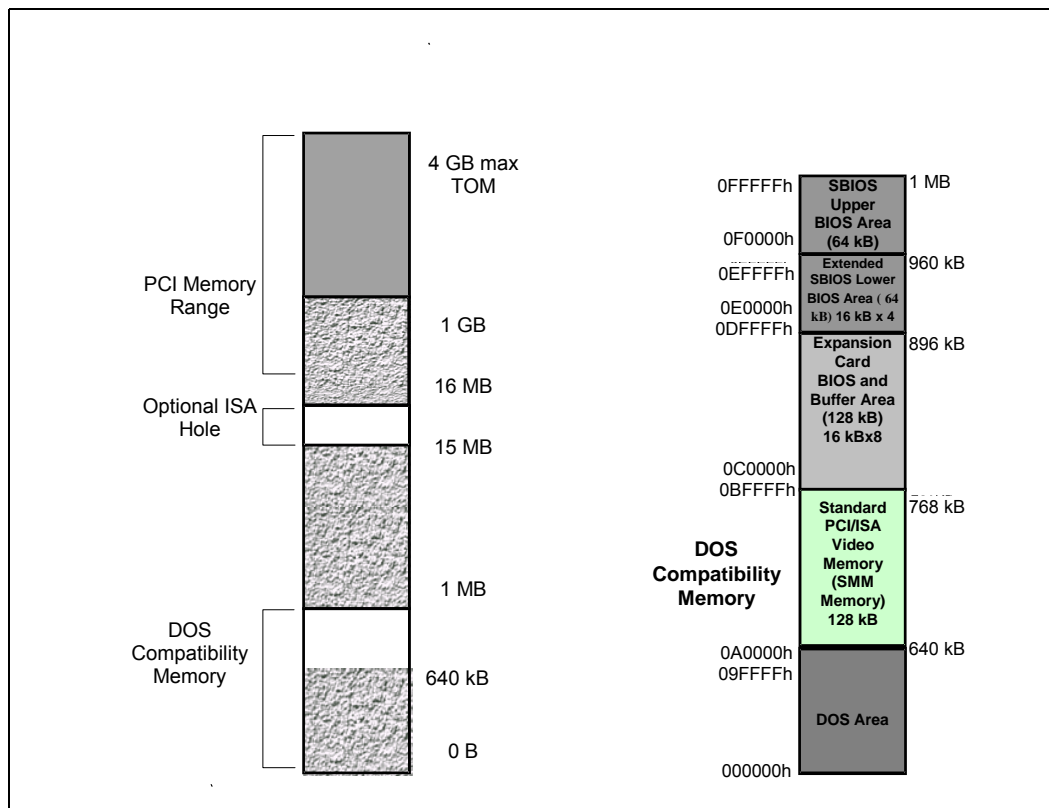 4 GB max
TOM
PCI Memory
Range
1 GB
16 MB
Optional ISA
Hole
15 MB
1 MB
DOS
Compatibility
Memory
640 kB
0 B
DOS
Compatibility
Memory
0FFFFFh
SBIOS
Upper
BIOS Area
(64 kB)
1 MB
0F0000h
0EFFFFh
Extended
SBIOS Lower
BIOS Area ( 64
kB) 16 kB x 4
960 kB
0E0000h
0DFFFFh
Expansion
Card
BIOS and
Buffer Area
(128 kB)
16 kBx8
896 kB
0C0000h
0BFFFFh
Standard
PCI/ISA
Video
Memory
(SMM
Memory)
128 kB
768 kB
0A0000h
640 kB
09FFFFh
DOS Area
000000h